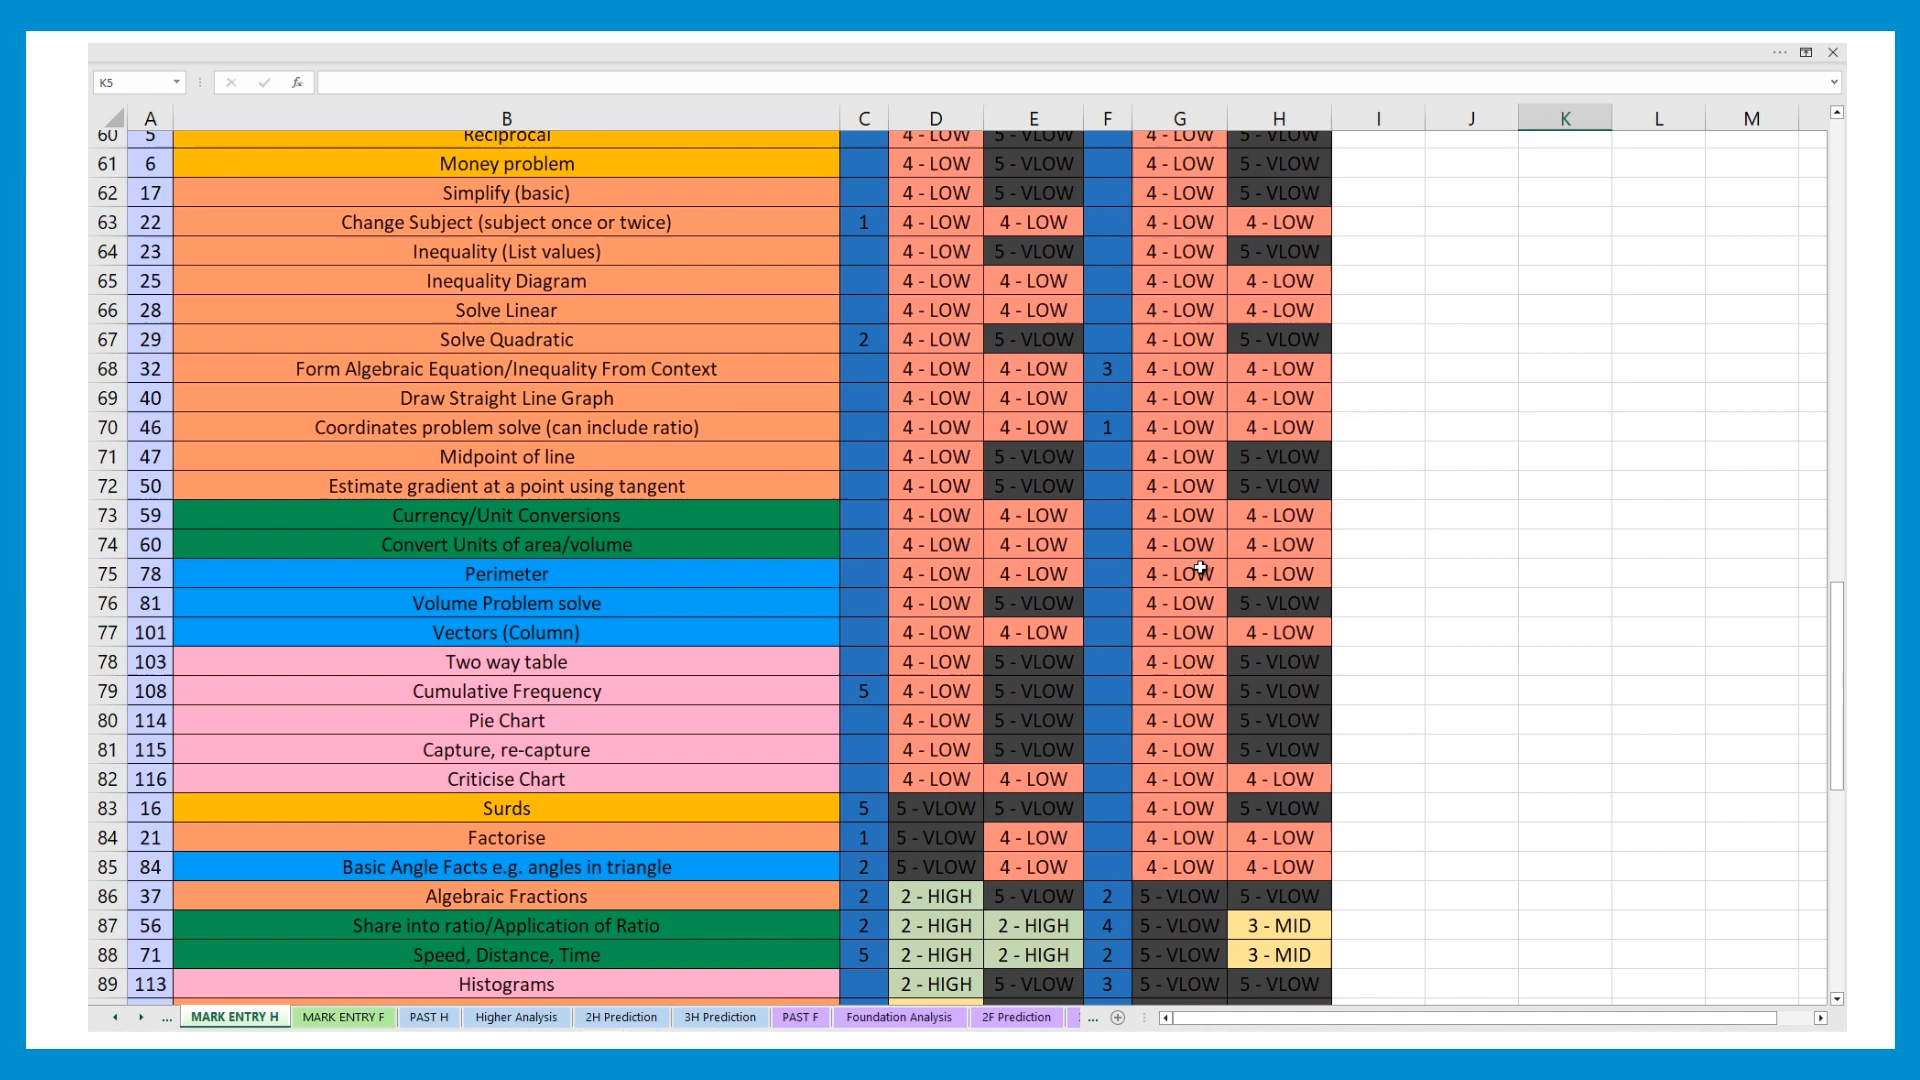 K5
fx
A B C D E F G H I J K L M
60 5 Reciprocal 4 - LOW 5 - VLOW 4 - LOW 5 - VLOW
61 6 Money problem 4 - LOW 5 - VLOW 4 - LOW 5 - VLOW
62 17 Simplify (basic) 4 - LOW 5 - VLOW 4 - LOW 5 - VLOW
63 22 Change Subject (subject once or twice) 1 4 - LOW 4 - LOW 4 - LOW 4 - LOW
64 23 Inequality (List values) 4 - LOW 5 - VLOW 4 - LOW 5 - VLOW
65 25 Inequality Diagram 4 - LOW 4 - LOW 4 - LOW 4 - LOW
66 28 Solve Linear 4 - LOW 4 - LOW 4 - LOW 4 - LOW
67 29 Solve Quadratic 2 4 - LOW 5 - VLOW 4 - LOW 5 - VLOW
68 32 Form Algebraic Equation/Inequality From Context 4 - LOW 4 - LOW 3 4 - LOW 4 - LOW
69 40 Draw Straight Line Graph 4 - LOW 4 - LOW 4 - LOW 4 - LOW
70 46 Coordinates problem solve (can include ratio) 4 - LOW 4 - LOW 1 4 - LOW 4 - LOW
71 47 Midpoint of line 4 - LOW 5 - VLOW 4 - LOW 5 - VLOW
72 50 Estimate gradient at a point using tangent 4 - LOW 5 - VLOW 4 - LOW 5 - VLOW
73 59 Currency/Unit Conversions 4 - LOW 4 - LOW 4 - LOW 4 - LOW
74 60 Convert Units of area/volume 4 - LOW 4 - LOW 4 - LOW 4 - LOW
75 78 Perimeter 4 - LOW 4 - LOW 4 - LOW 4 - LOW
76 81 Volume Problem solve 4 - LOW 5 - VLOW 4 - LOW 5 - VLOW
77 101 Vectors (Column) 4 - LOW 4 - LOW 4 - LOW 4 - LOW
78 103 Two way table 4 - LOW 5 - VLOW 4 - LOW 5 - VLOW
79 108 Cumulative Frequency 5 4 - LOW 5 - VLOW 4 - LOW 5 - VLOW
80 114 Pie Chart 4 - LOW 5 - VLOW 4 - LOW 5 - VLOW
81 115 Capture, re-capture 4 - LOW 5 - VLOW 4 - LOW 5 - VLOW
82 116 Criticise Chart 4 - LOW 4 - LOW 4 - LOW 4 - LOW
83 16 Surds 5 5 - VLOW 5 - VLOW 4 - LOW 5 - VLOW
84 21 Factorise 1 5 - VLOW 4 - LOW 4 - LOW 4 - LOW
85 84 Basic Angle Facts e.g. angles in triangle 2 5 - VLOW 4 - LOW 4 - LOW 4 - LOW
86 37 Algebraic Fractions 2 2 - HIGH 5 - VLOW 2 5 - VLOW 5 - VLOW
87 56 Share into ratio/Application of Ratio 2 2 - HIGH 2 - HIGH 4 5 - VLOW 3 - MID
88 71 Speed, Distance, Time 5 2 - HIGH 2 - HIGH 2 5 - VLOW 3 - MID
89 113 Histograms 2 - HIGH 5 - VLOW 3 5 - VLOW 5 - VLOW
... MARK ENTRY H MARK ENTRY F PAST H Higher Analysis 2H Prediction 3H Prediction PAST F Foundation Analysis 2F Prediction ...